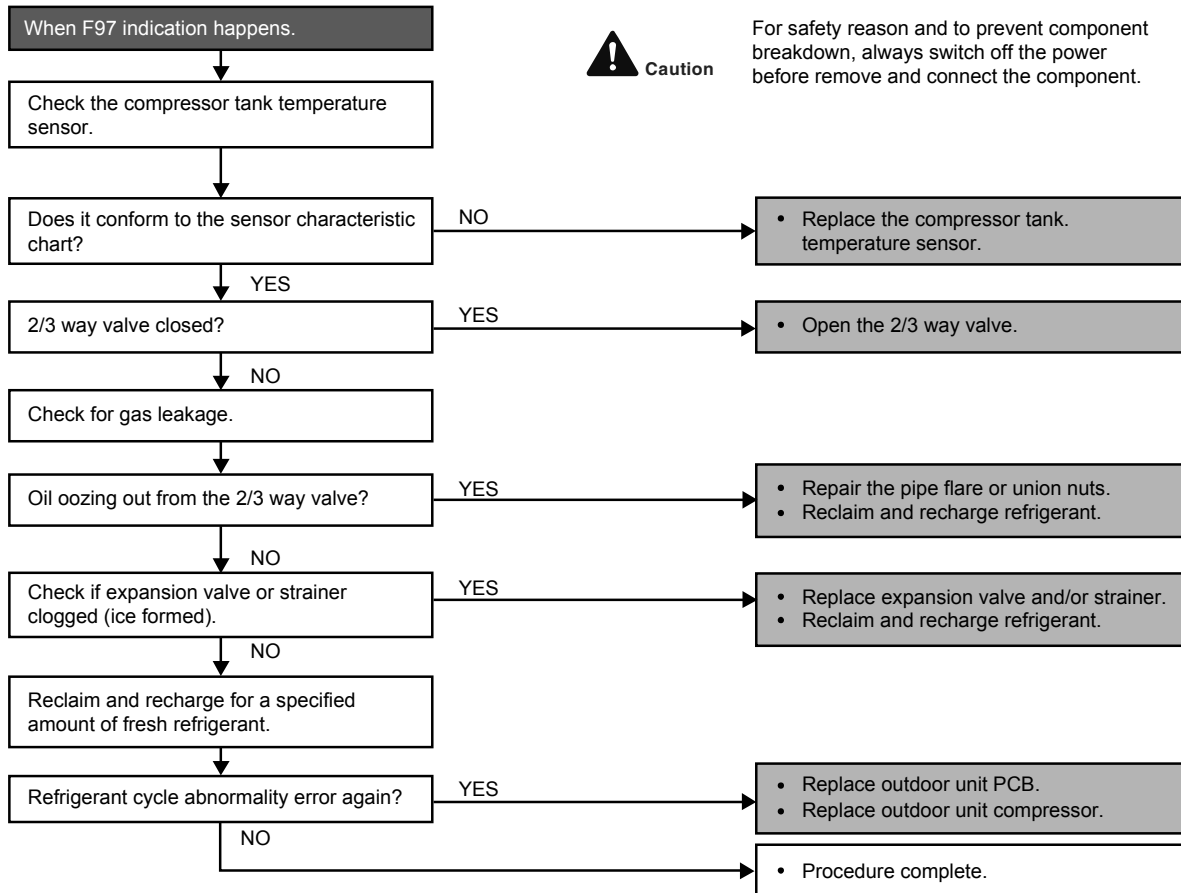 When F97 indication happens.
Caution
For safety reason and to prevent component
breakdown, always switch off the power
before remove and connect the component.
Check the compressor tank temperature
sensor.
Does it conform to the sensor characteristic
chart?
NO
• Replace the compressor tank.
temperature sensor.
YES
2/3 way valve closed?
YES
• Open the 2/3 way valve.
NO
Check for gas leakage.
Oil oozing out from the 2/3 way valve?
YES
• Repair the pipe flare or union nuts.
• Reclaim and recharge refrigerant.
NO
Check if expansion valve or strainer
clogged (ice formed).
YES
• Replace expansion valve and/or strainer.
• Reclaim and recharge refrigerant.
NO
Reclaim and recharge for a specified
amount of fresh refrigerant.
Refrigerant cycle abnormality error again?
YES
• Replace outdoor unit PCB.
• Replace outdoor unit compressor.
NO
• Procedure complete.